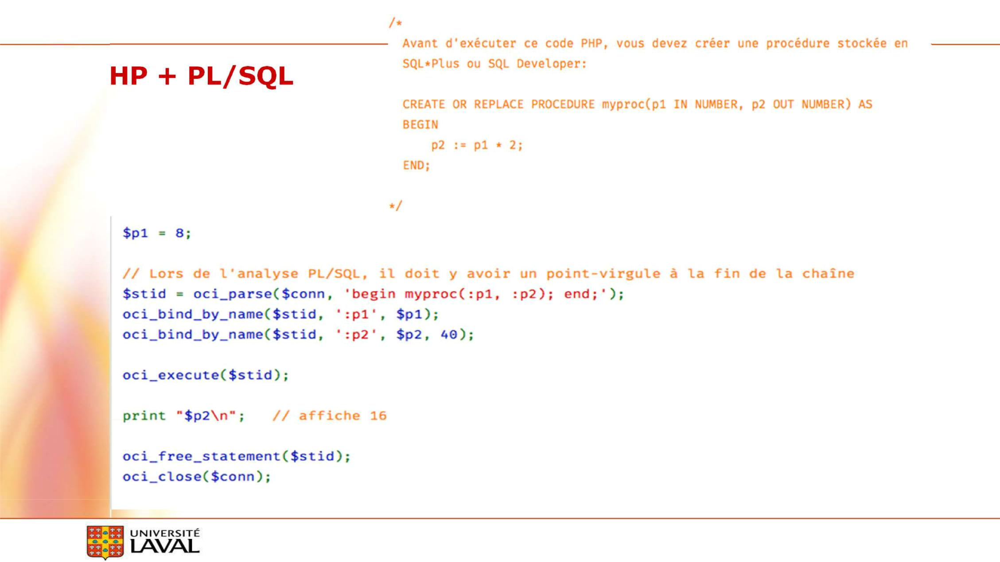 HP + PL/SQL
/*
Avant d'exécuter ce code PHP, vous devez créer une procédure stockée en
SQL*Plus ou SQL Developer:
CREATE OR REPLACE PROCEDURE myproc(p1 IN NUMBER, p2 OUT NUMBER) AS
BEGIN
p2 := p1 * 2;
END;
*/
$p1 = 8;
// Lors de l'analyse PL/SQL, il doit y avoir un point-virgule à la fin de la chaîne
$stid = oci_parse($conn, 'begin myproc(:p1, :p2); end;');
oci_bind_by_name($stid, ':p1', $p1);
oci_bind_by_name($stid, ':p2', $p2, 40);
oci_execute($stid);
print "$p2\n";   // affiche 16
oci_free_statement($stid);
oci_close($conn);
UNIVERSITÉ
LAVAL